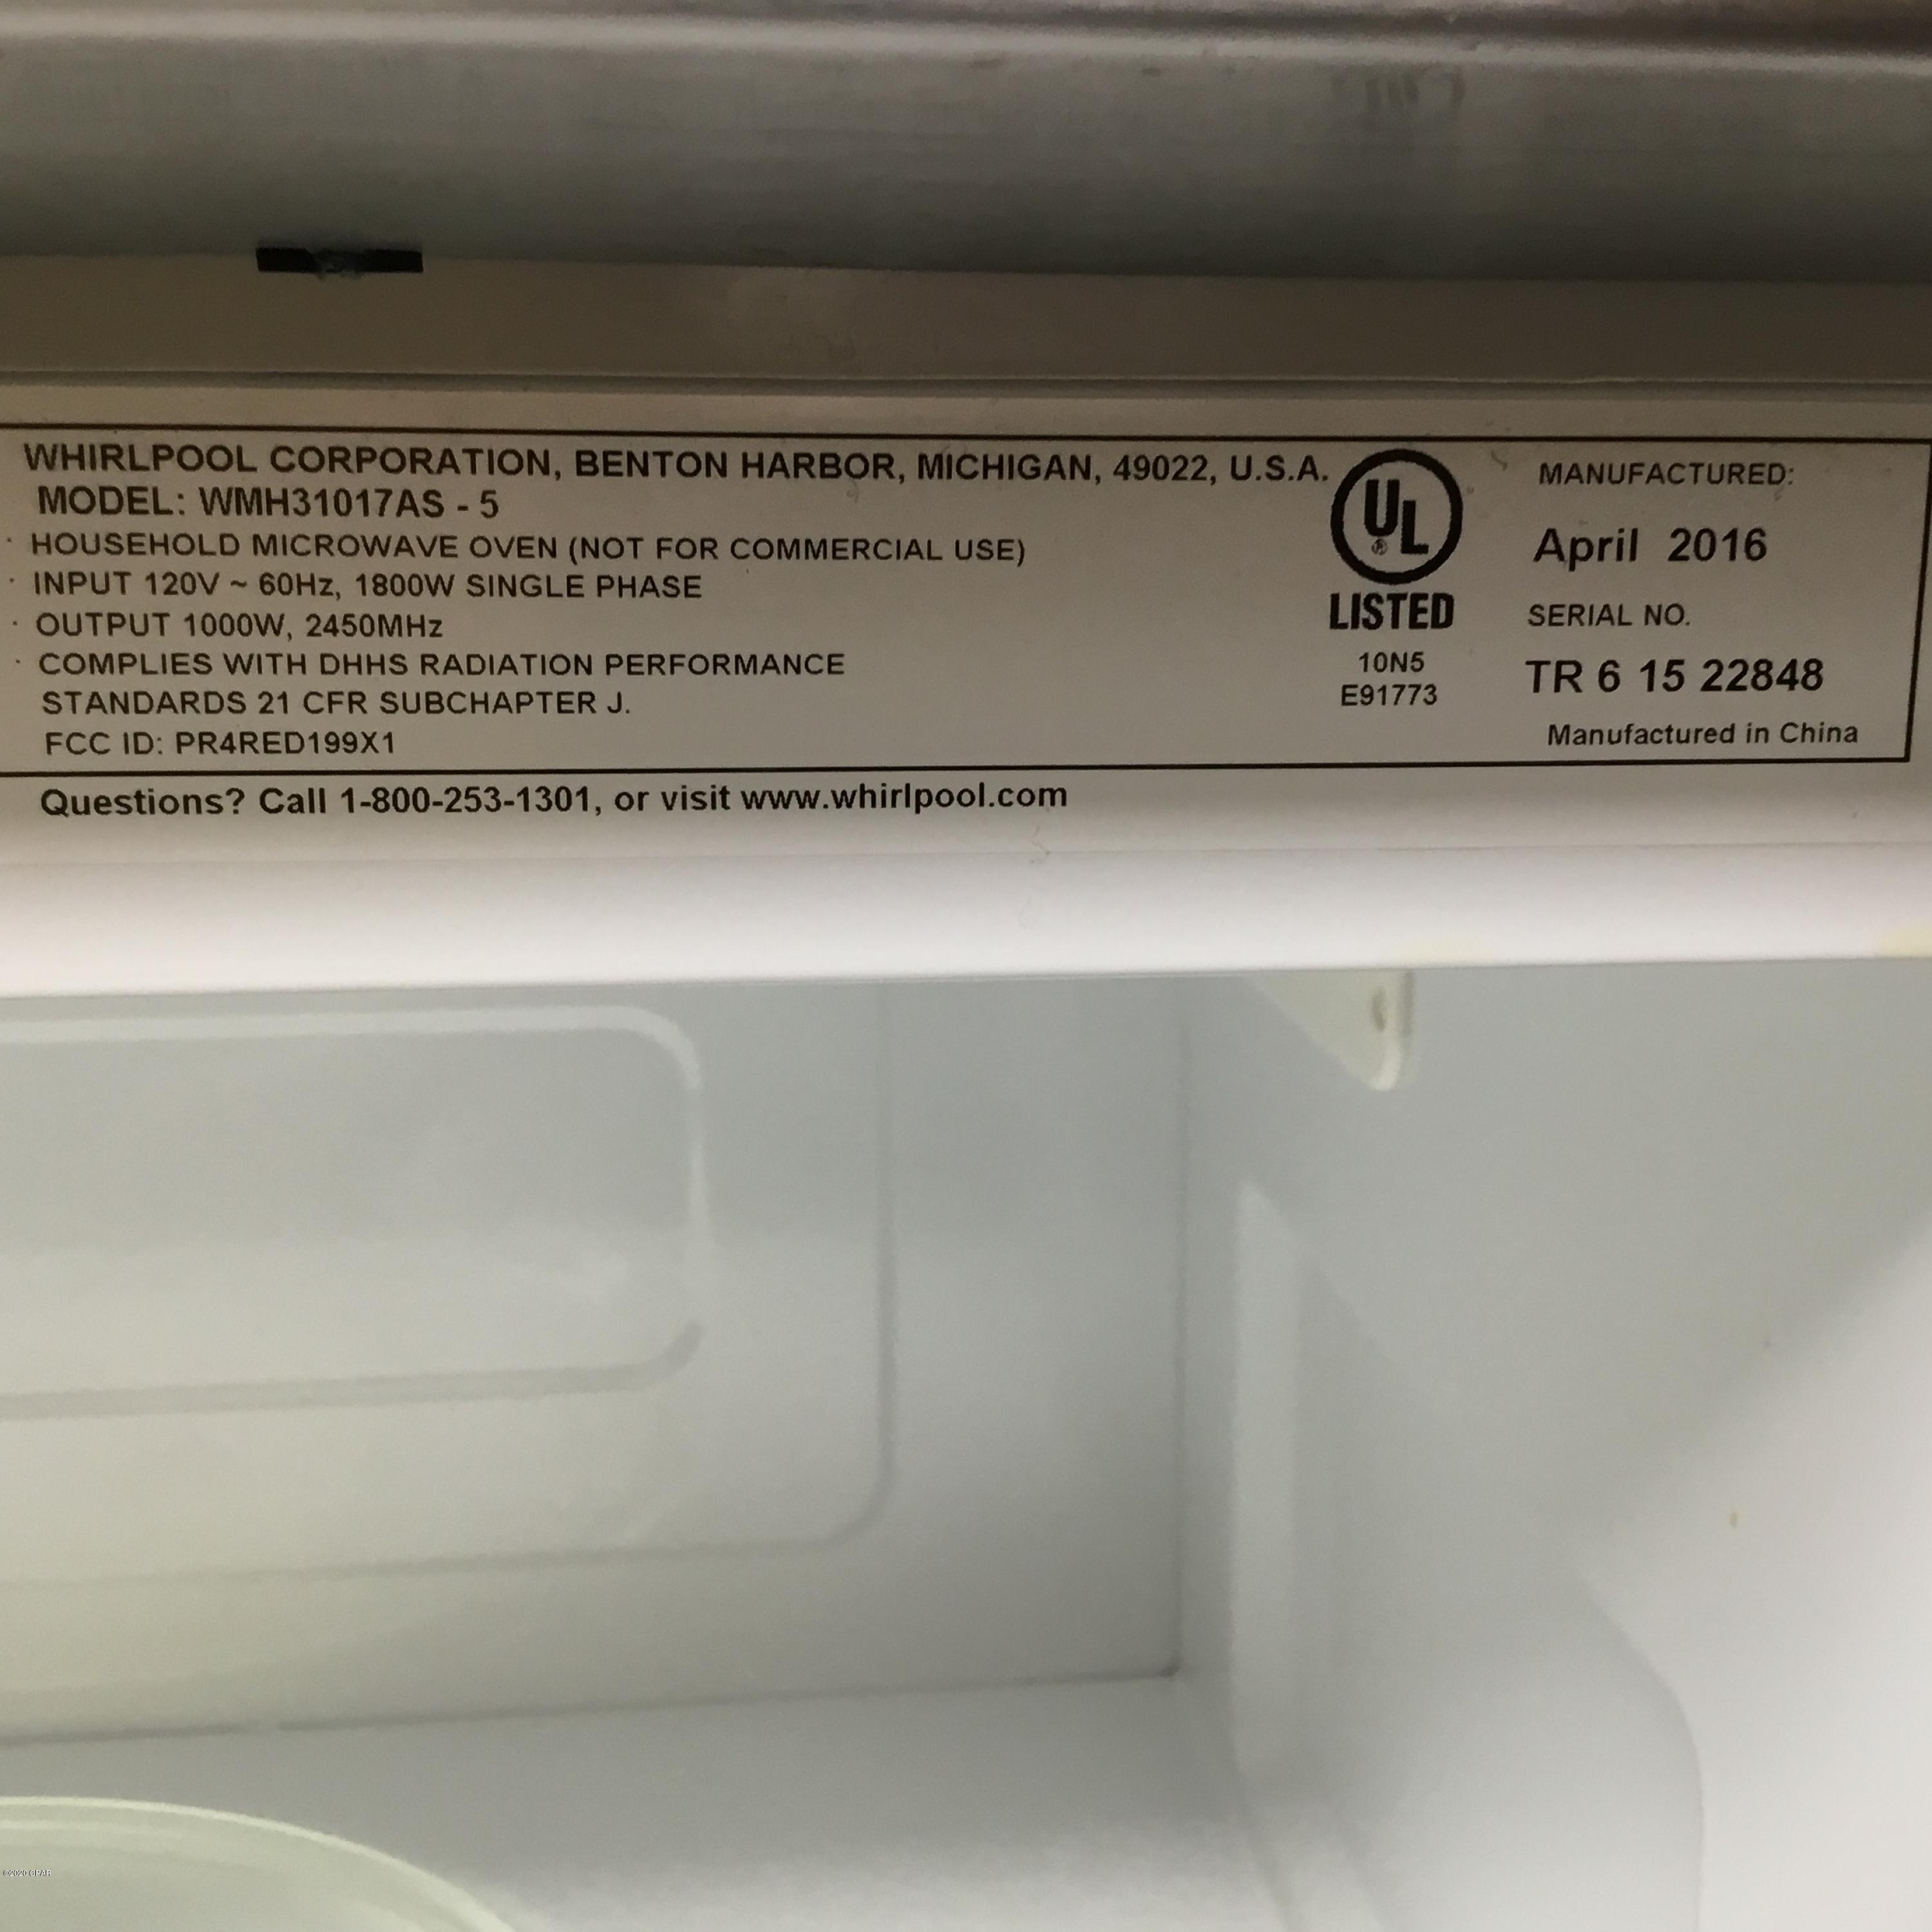 WHIRLPOOL CORPORATION, BENTON HARBOR, MICHIGAN, 49022, U.S.A.
MODEL: WMH31017AS - 5
· HOUSEHOLD MICROWAVE OVEN (NOT FOR COMMERCIAL USE)
· INPUT 120V ~ 60Hz, 1800W SINGLE PHASE
· OUTPUT 1000W, 2450MHz
· COMPLIES WITH DHHS RADIATION PERFORMANCE
STANDARDS 21 CFR SUBCHAPTER J.
FCC ID: PR4RED199X1
UL ®
LISTED
10N5
E91773
MANUFACTURED:
April 2016
SERIAL NO.
TR 6 15 22848
Manufactured in China
Questions? Call 1-800-253-1301, or visit www.whirlpool.com
©2020